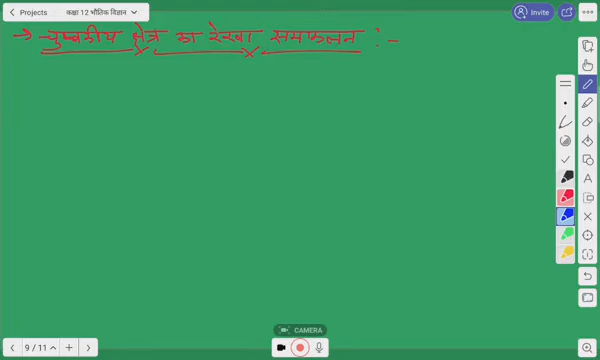 Projects कक्षा 12 भौतिक विज्ञान Invite
→ चुम्बकीय क्षेत्र का रेखा समाकलन :-
A
CAMERA
9 / 11